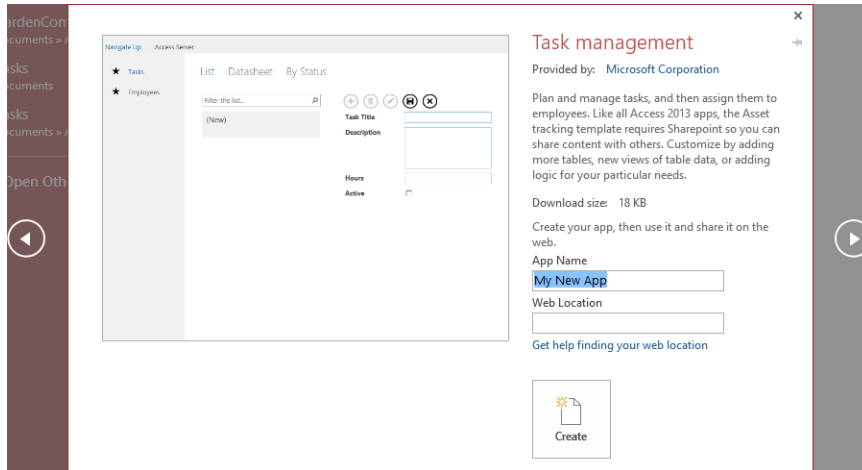 ardenCom
ocuments » A
asks
ocuments
asks
ocuments » A
Open Oth
Navigate Up Access Server
Tasks
Employees
List Datasheet By Status
Filter the list...
(New)
Task Title
Description
Hours
Active
Task management
Provided by: Microsoft Corporation
Plan and manage tasks, and then assign them to
employees. Like all Access 2013 apps, the Asset
tracking template requires Sharepoint so you can
share content with others. Customize by adding
more tables, new views of table data, or adding
logic for your particular needs.
Download size: 18 KB
Create your app, then use it and share it on the
web.
App Name
My New App
Web Location
Get help finding your web location
Create